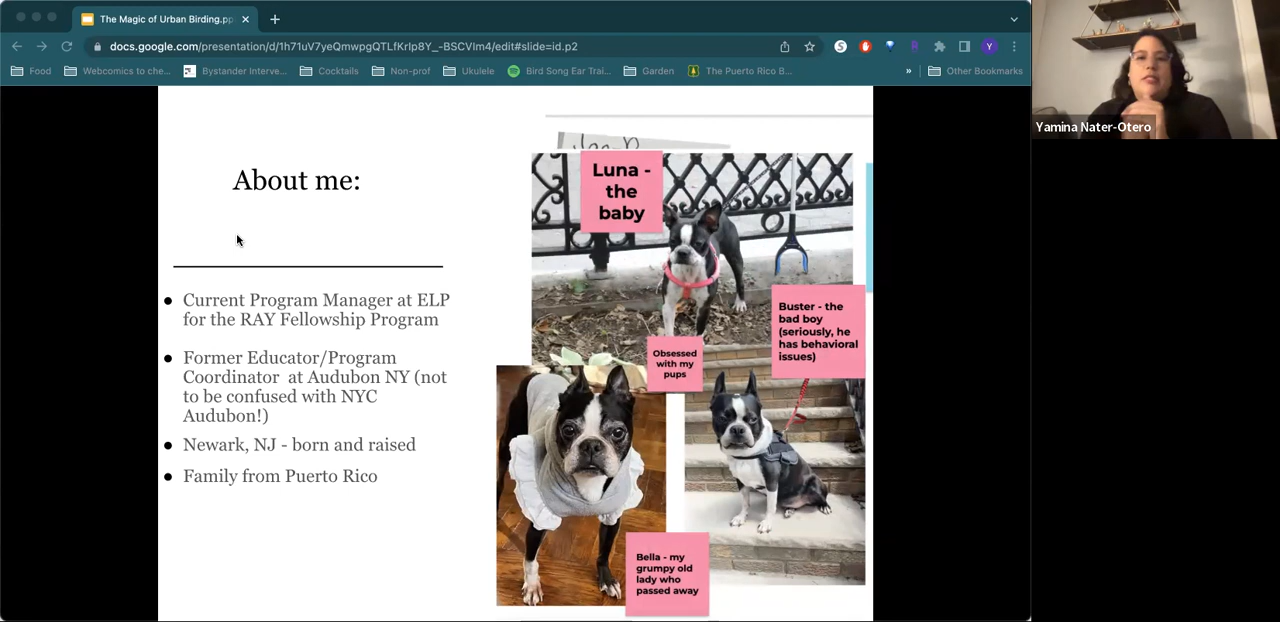 The Magic of Urban Birding.pp
docs.google.com/presentation/d/1h71uV7yeQmwpgQTLfKrIp8Y_-BSCVIm4/edit#slide=id.p2
Y
Food
Webcomics to che...
Bystander Interve...
Cocktails
Non-prof
Ukulele
Bird Song Ear Trai...
Garden
The Puerto Rico B...
»
Other Bookmarks
Yamina Nater-Otero
About me:
● Current Program Manager at ELP
for the RAY Fellowship Program
● Former Educator/Program
Coordinator at Audubon NY (not
to be confused with NYC
Audubon!)
● Newark, NJ - born and raised
● Family from Puerto Rico
Luna -
the
baby
Buster - the
bad boy
(seriously, he
has behavioral
issues)
Obsessed
with my
pups
Bella - my
grumpy old
lady who
passed away